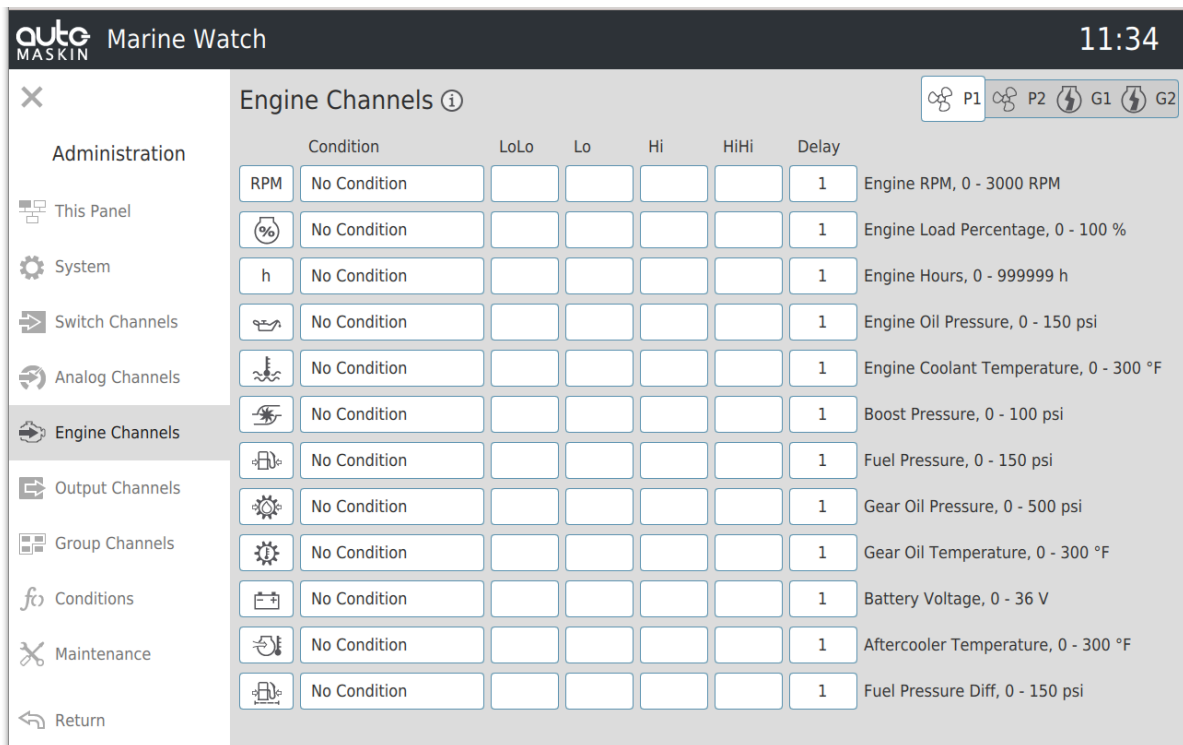 auto MASKIN Marine Watch 11:34
Engine Channels i P1 P2 G1 G2
Administration
This Panel
System
Switch Channels
Analog Channels
Engine Channels
Output Channels
Group Channels
Conditions
Maintenance
Return
Condition LoLo Lo Hi HiHi Delay
RPM No Condition 1 Engine RPM, 0 - 3000 RPM
% No Condition 1 Engine Load Percentage, 0 - 100 %
h No Condition 1 Engine Hours, 0 - 999999 h
No Condition 1 Engine Oil Pressure, 0 - 150 psi
No Condition 1 Engine Coolant Temperature, 0 - 300 °F
No Condition 1 Boost Pressure, 0 - 100 psi
No Condition 1 Fuel Pressure, 0 - 150 psi
No Condition 1 Gear Oil Pressure, 0 - 500 psi
No Condition 1 Gear Oil Temperature, 0 - 300 °F
No Condition 1 Battery Voltage, 0 - 36 V
No Condition 1 Aftercooler Temperature, 0 - 300 °F
No Condition 1 Fuel Pressure Diff, 0 - 150 psi